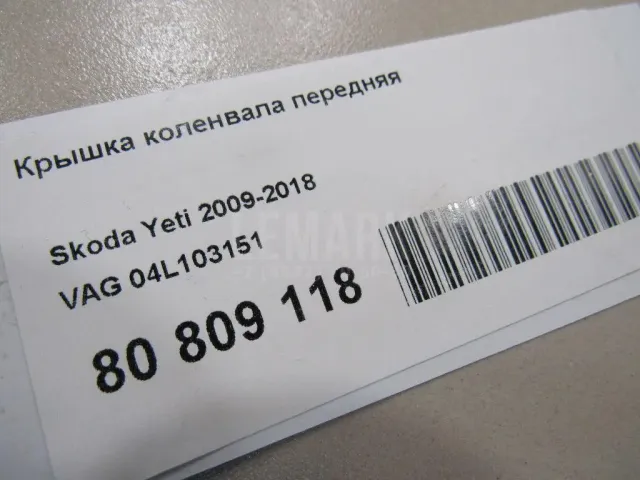 Крышка коленвала передняя
Skoda Yeti 2009-2018
VAG 04L103151
80 809 118